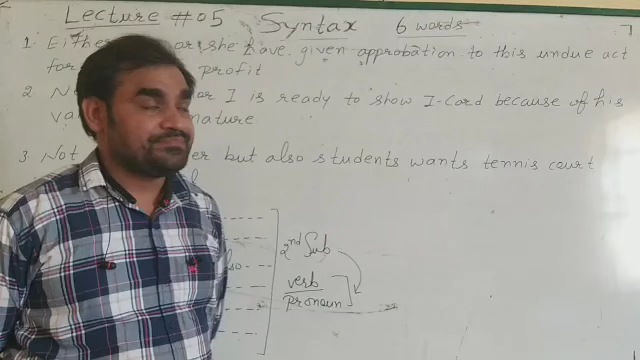 Lecture #05 Syntax 6 words
1. Either or she have given approbation to this undue act
for profit
2. or I is ready to show I-Card because of his
nature
3. Not but also students wants tennis court
2nd Sub
verb
pronoun